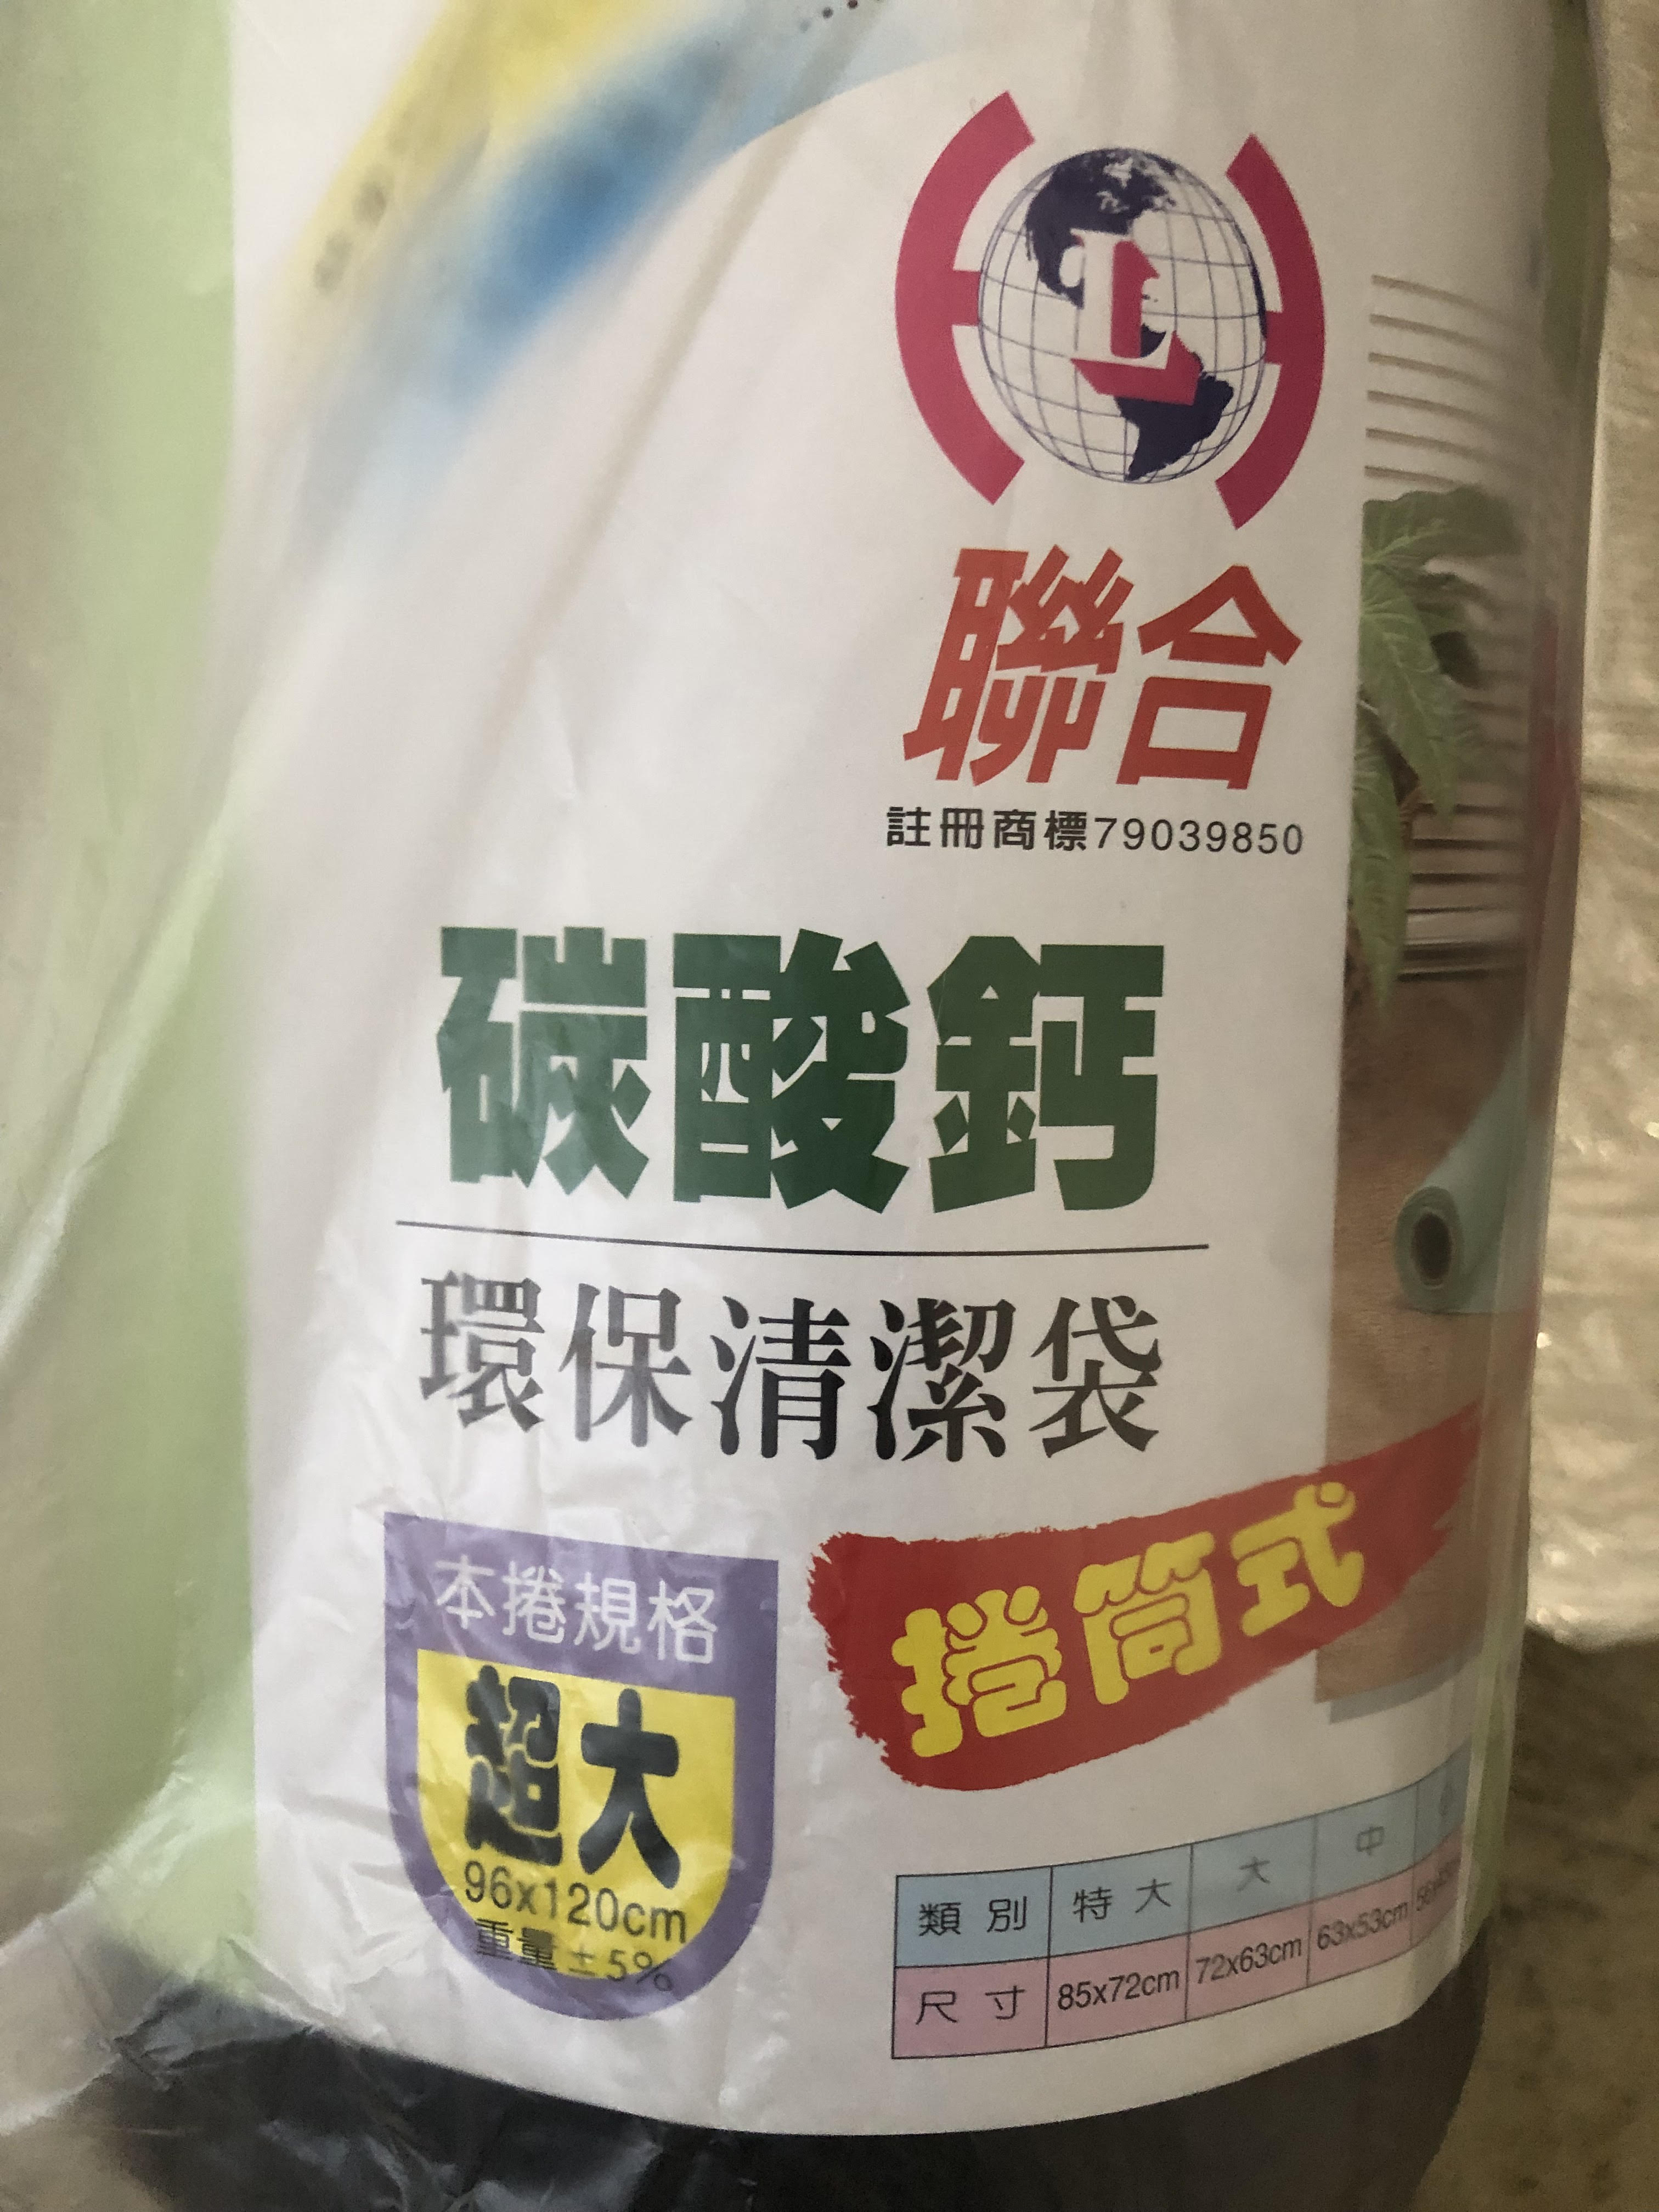 L
聯合
註冊商標79039850
碳酸鈣
環保清潔袋
捲筒式
本捲規格
超大
96x120cm
重量±5%
類別 特大 大 中
尺寸 85x72cm 72x63cm 63x53cm